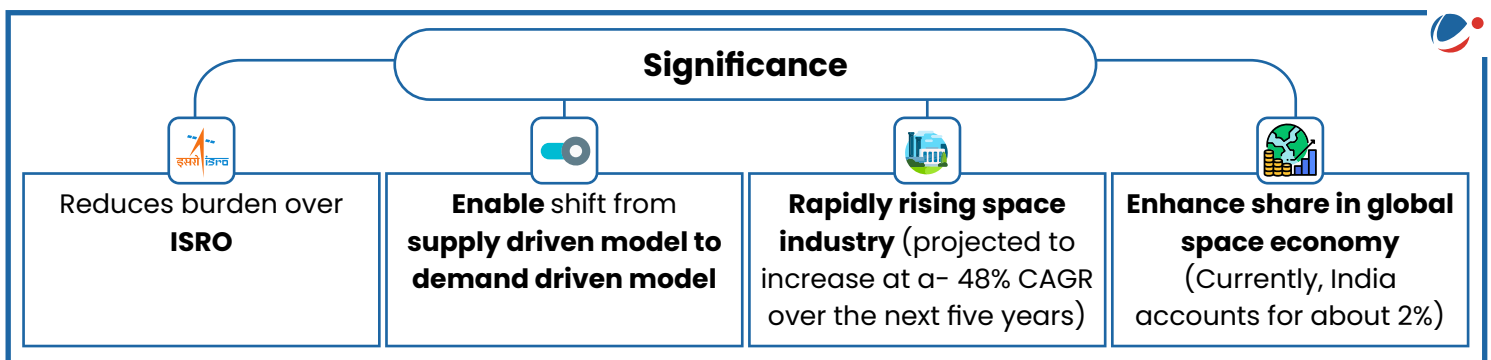 Significance
इसरो isro
Reduces burden over
ISRO
Enable shift from
supply driven model to
demand driven model
Rapidly rising space
industry (projected to
increase at a- 48% CAGR
over the next five years)
Enhance share in global
space economy
(Currently, India
accounts for about 2%)